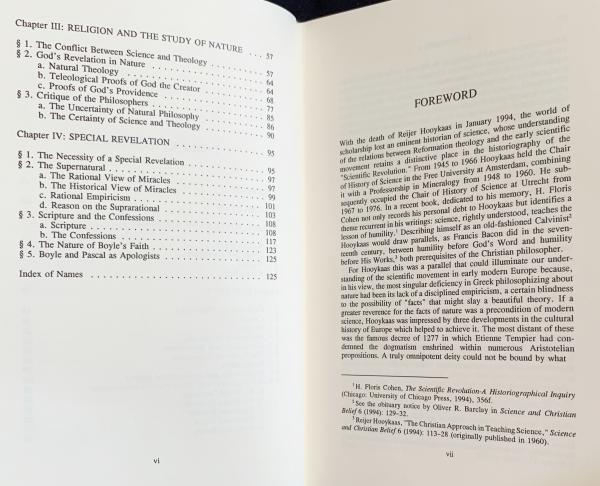 Chapter III: RELIGION AND THE STUDY OF NATURE . . . 57
§ 1. The Conflict Between Science and Theology . . . 57
§ 2. God's Revelation in Nature . . . 64
a. Natural Theology . . . 64
b. Teleological Proofs of God the Creator . . . 68
c. Proofs of God's Providence . . . 77
§ 3. Critique of the Philosophers . . . 85
a. The Uncertainty of Natural Philosophy . . . 86
b. The Certainty of Science and Theology . . . 90
Chapter IV: SPECIAL REVELATION . . . 95
§ 1. The Necessity of a Special Revelation . . . 95
§ 2. The Supernatural . . . 97
a. The Rational View of Miracles . . . 97
b. The Historical View of Miracles . . . 99
c. Rational Empiricism . . . 101
d. Reason on the Suprarational . . . 103
§ 3. Scripture and the Confessions . . . 108
a. Scripture . . . 108
b. The Confessions . . . 117
§ 4. The Nature of Boyle's Faith . . . 123
§ 5. Boyle and Pascal as Apologists . . . 125
Index of Names . . . 125
vi
FOREWORD
With the death of Reijer Hooykaas in January 1994, the world of
scholarship lost an eminent historian of science, whose understanding
of the relations between Reformation theology and the early scientific
movement retains a distinctive place in the historiography of the
"Scientific Revolution." From 1945 to 1966 Hooykaas held the Chair
of History of Science in the Free University at Amsterdam, combining
it with a Professorship in Mineralogy from 1948 to 1960. He sub-
sequently occupied the Chair of History of Science at Utrecht from
1967 to 1976. In a recent book, dedicated to his memory, H. Floris
Cohen not only records his personal debt to Hooykaas but identifies a
theme recurrent in his writings: science, rightly understood, teaches the
lesson of humility.¹ Describing himself as an old-fashioned Calvinist²
Hooykaas would draw parallels, as Francis Bacon did in the seven-
teenth century, between humility before God's Word and humility
before His Works,³ both prerequisites of the Christian philosopher.
For Hooykaas this was a parallel that could illuminate our under-
standing of the scientific movement in early modern Europe because,
in his view, the most singular deficiency in Greek philosophizing about
nature had been its lack of a disciplined empiricism, a certain blindness
to the possibility of "facts" that might slay a beautiful theory. If a
greater reverence for the facts of nature was a precondition of modern
science, Hooykaas was impressed by three developments in the cultural
history of Europe which helped to achieve it. The most distant of these
was the famous decree of 1277 in which Etienne Tempier had con-
demned the dogmatism enshrined within numerous Aristotelian
propositions. A truly omnipotent deity could not be bound by what
¹H. Floris Cohen, The Scientific Revolution-A Historiographical Inquiry
(Chicago: University of Chicago Press, 1994), 356f.
²See the obituary notice by Oliver R. Barclay in Science and Christian
Belief 6 (1994): 129-32.
³Reijer Hooykaas, "The Christian Approach in Teaching Science," Science
and Christian Belief 6 (1994): 113-28 (originally published in 1960).
vii